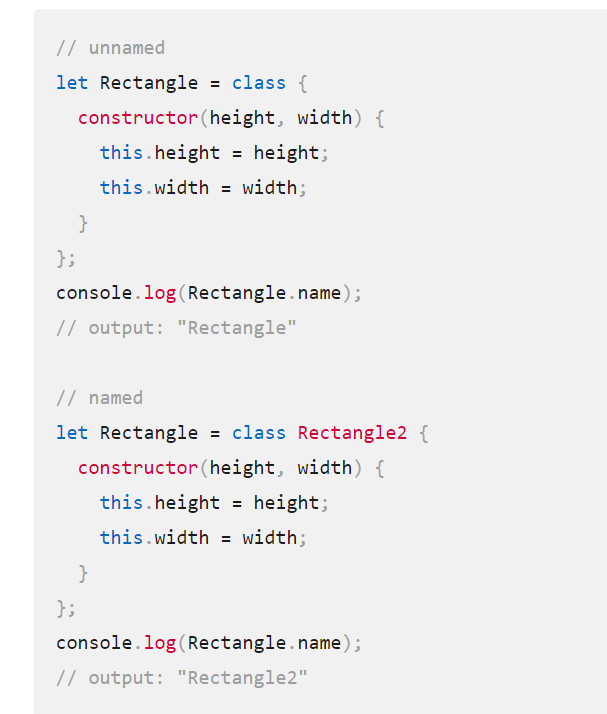 // unnamed
let Rectangle = class {
  constructor(height, width) {
    this.height = height;
    this.width = width;
  }
};
console.log(Rectangle.name);
// output: "Rectangle"

// named
let Rectangle = class Rectangle2 {
  constructor(height, width) {
    this.height = height;
    this.width = width;
  }
};
console.log(Rectangle.name);
// output: "Rectangle2"